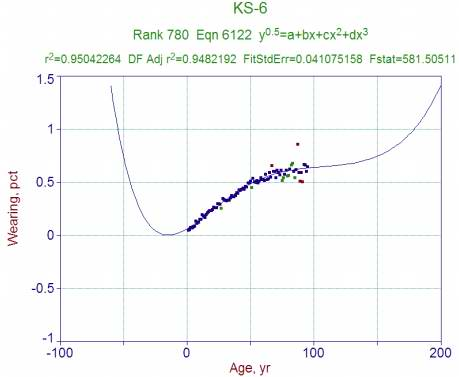 KS-6
Rank 780 Eqn 6122 y^0.5=a+bx+cx^2+dx^3
r^2=0.95042264 DF Adj r^2=0.9482192 FitStdErr=0.041075158 Fstat=581.50511
1.5
1
0.5
0
-0.5
-1
Wearing, pct
-100
0
100
200
Age, yr